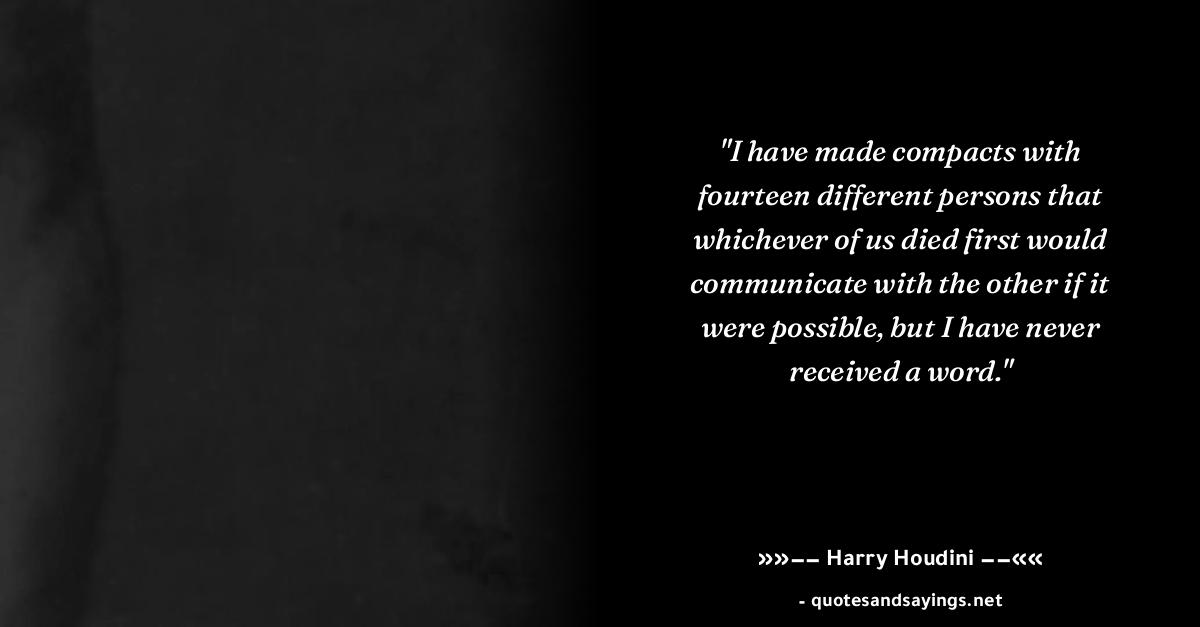 "I have made compacts with
fourteen different persons that
whichever of us died first would
communicate with the other if it
were possible, but I have never
received a word."
»»–– Harry Houdini ––««
- quotesandsayings.net